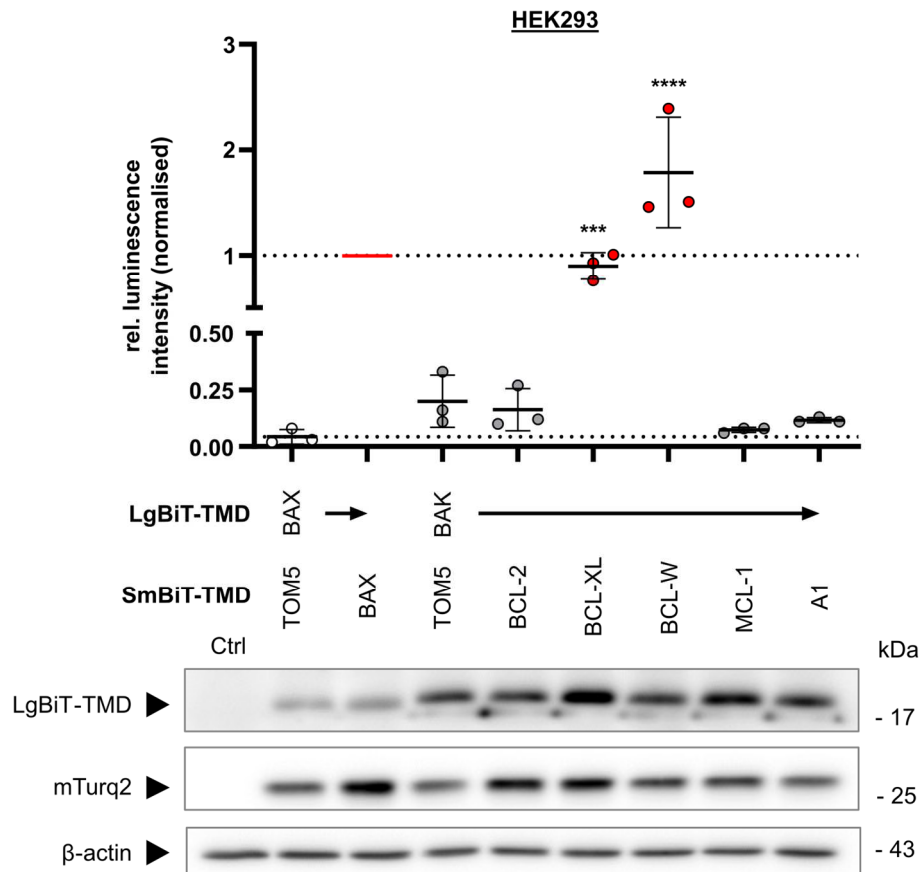 HEK293
3
2
1
0.50
0.25
0.00
rel. luminescence
intensity (normalised)
***
****
LgBiT-TMD BAX BAK
SmBiT-TMD TOM5 BAX TOM5 BCL-2 BCL-XL BCL-W MCL-1 A1
Ctrl
kDa
LgBiT-TMD - 17
mTurq2 - 25
β-actin - 43